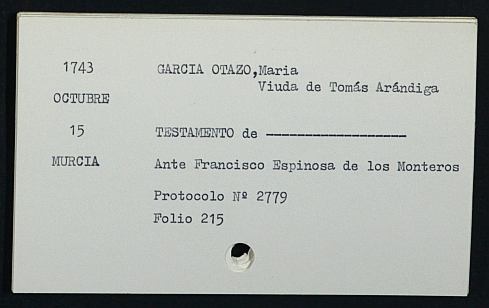 1743 GARCIA OTAZO,Maria
Viuda de Tomás Arándiga
OCTUBRE
15 TESTAMENTO de -------------------
MURCIA Ante Francisco Espinosa de los Monteros
Protocolo Nº 2779
Folio 215